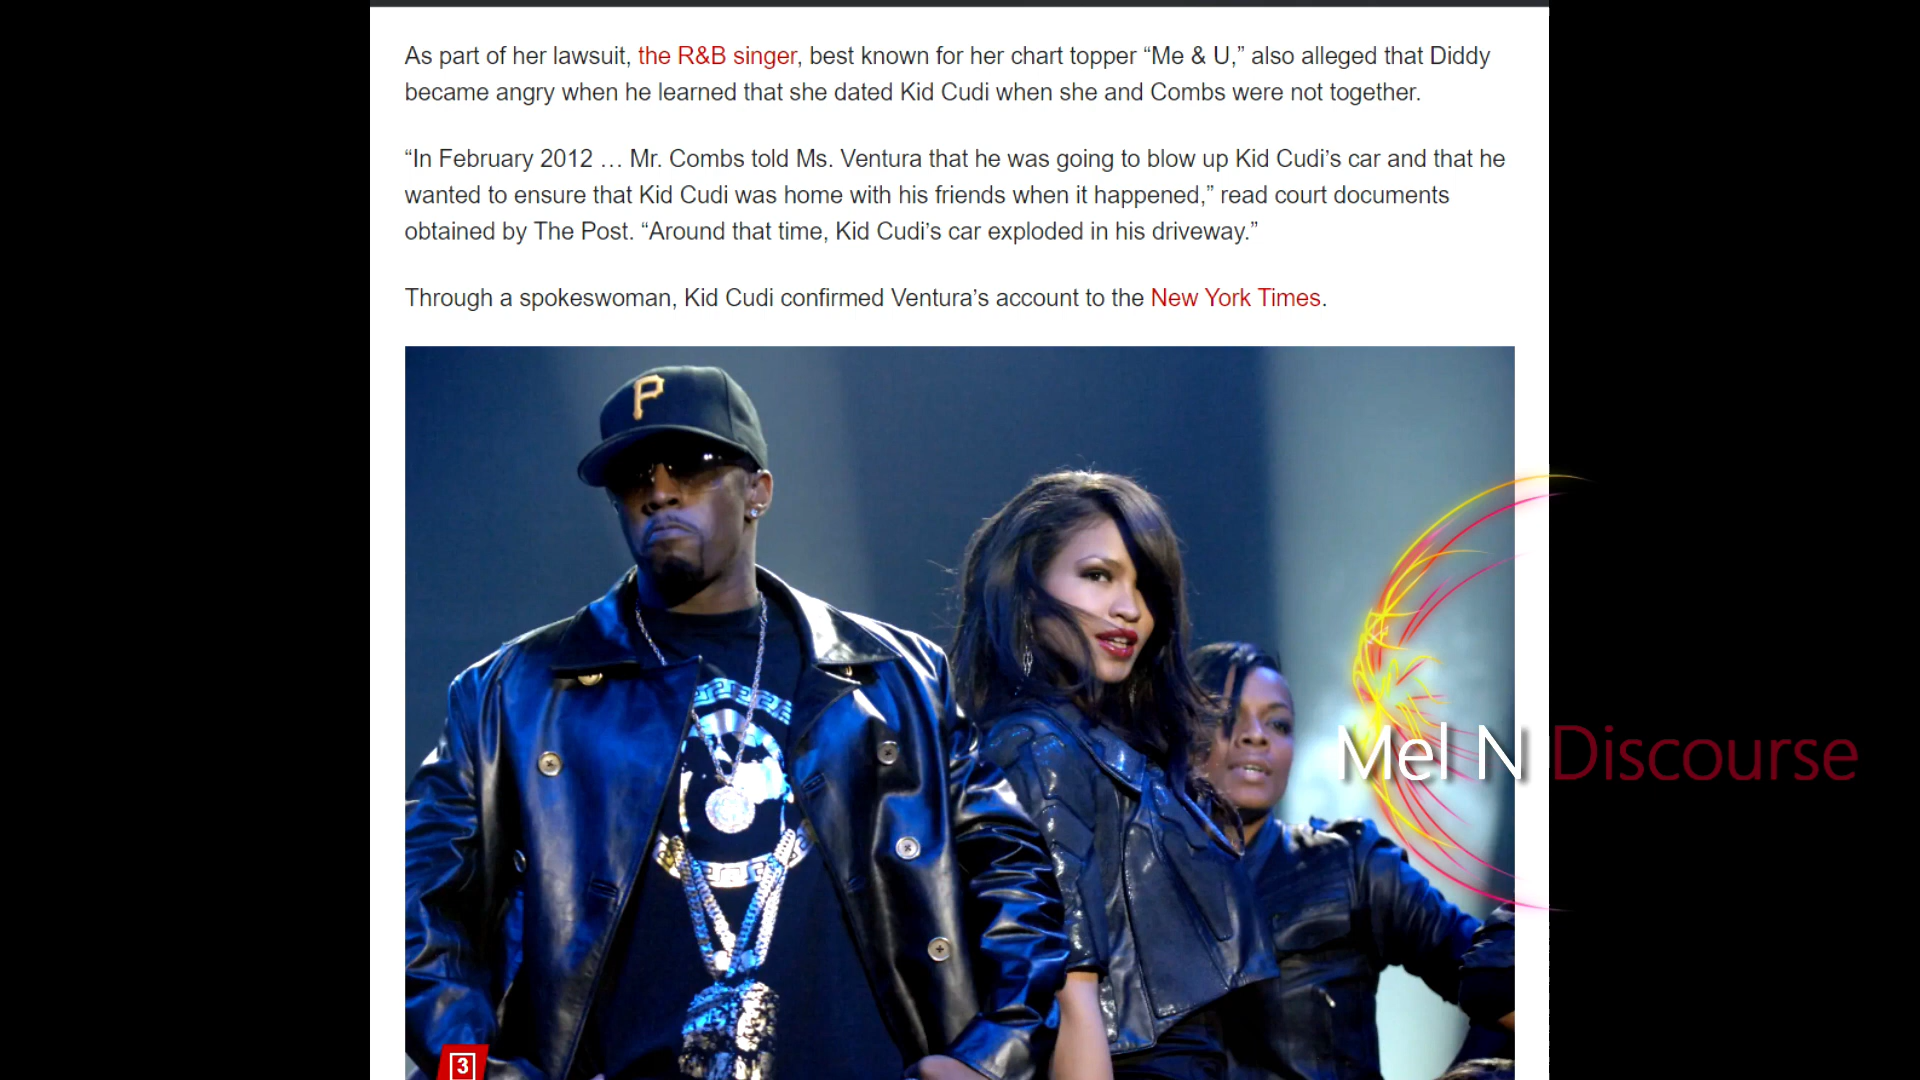 As part of her lawsuit, the R&B singer, best known for her chart topper “Me & U,” also alleged that Diddy
became angry when he learned that she dated Kid Cudi when she and Combs were not together.
“In February 2012 … Mr. Combs told Ms. Ventura that he was going to blow up Kid Cudi’s car and that he
wanted to ensure that Kid Cudi was home with his friends when it happened,” read court documents
obtained by The Post. “Around that time, Kid Cudi’s car exploded in his driveway.”
Through a spokeswoman, Kid Cudi confirmed Ventura’s account to the New York Times.
P
Mel N Discourse
3